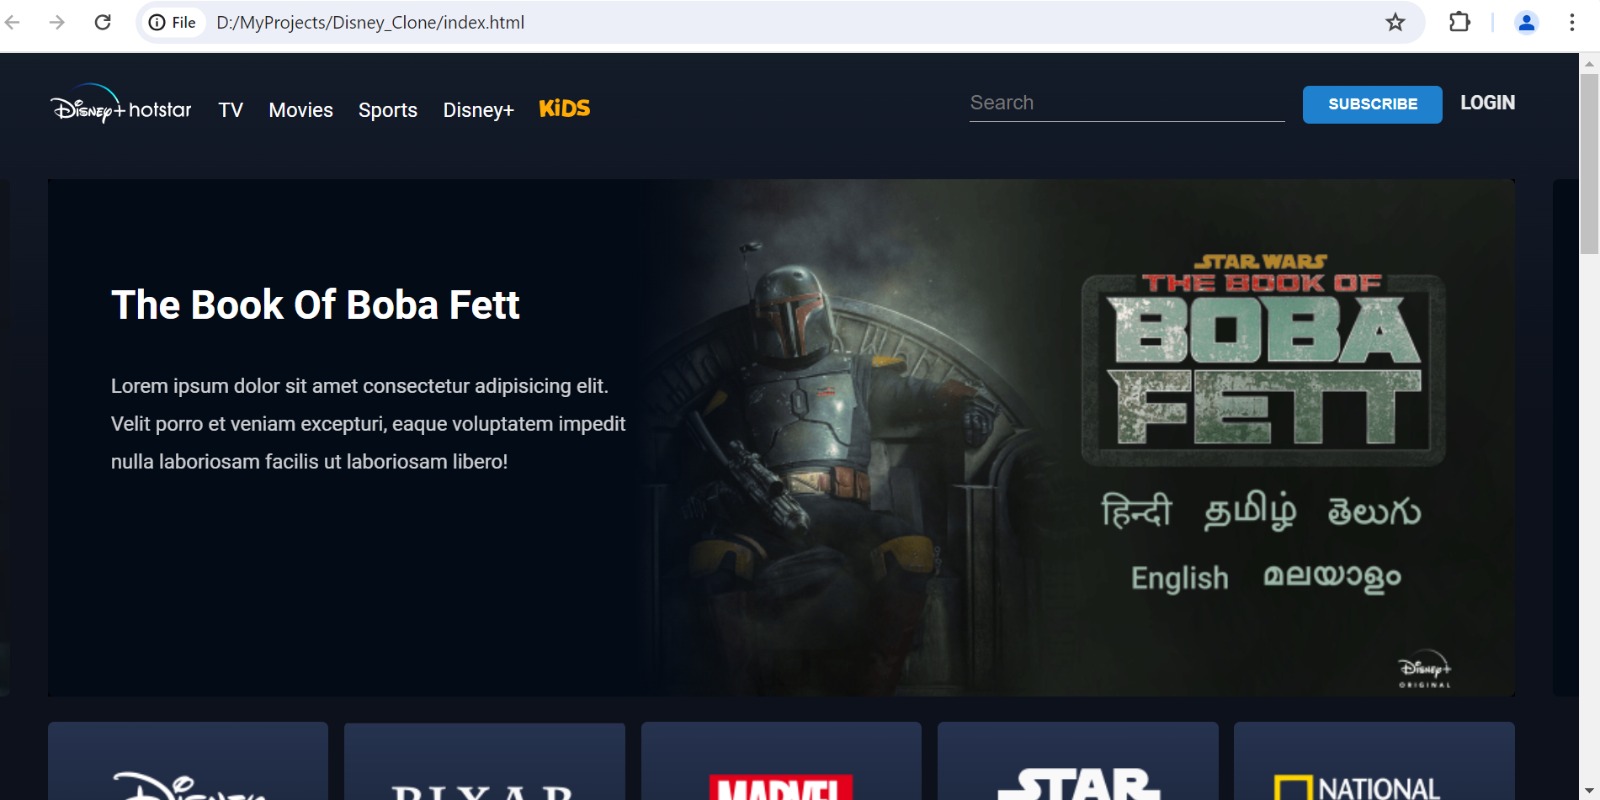 File D:/MyProjects/Disney_Clone/index.html
Disney+ hotstar TV Movies Sports Disney+ KiDS Search SUBSCRIBE LOGIN
The Book Of Boba Fett
Lorem ipsum dolor sit amet consectetur adipisicing elit.
Velit porro et veniam excepturi, eaque voluptatem impedit
nulla laboriosam facilis ut laboriosam libero!
STAR WARS
THE BOOK OF
BOBA
FETT
हिन्दी தமிழ் తెలుగు
English മലയാളം
Disney+
ORIGINAL
Disney PIXAR MARVEL STAR NATIONAL